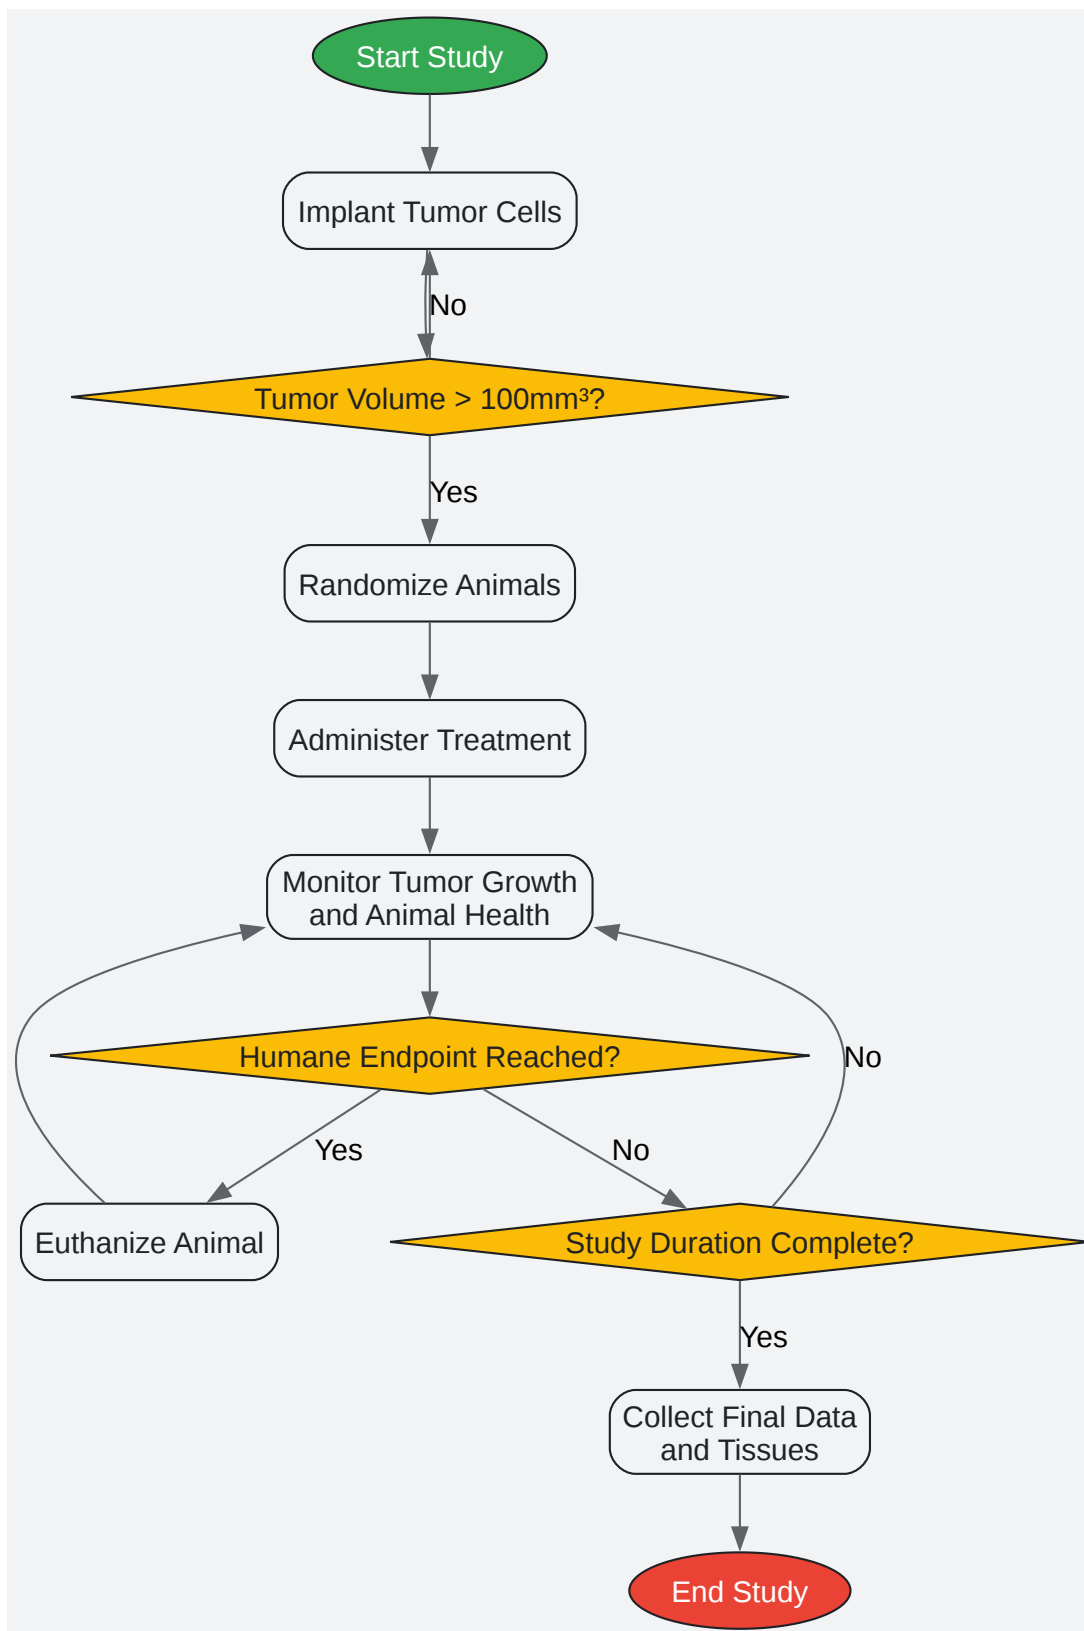 Start Study
Implant Tumor Cells
No
Tumor Volume > 100mm³?
Yes
Randomize Animals
Administer Treatment
Monitor Tumor Growth
and Animal Health
Humane Endpoint Reached?
No
Yes
No
Euthanize Animal
Study Duration Complete?
Yes
Collect Final Data
and Tissues
End Study